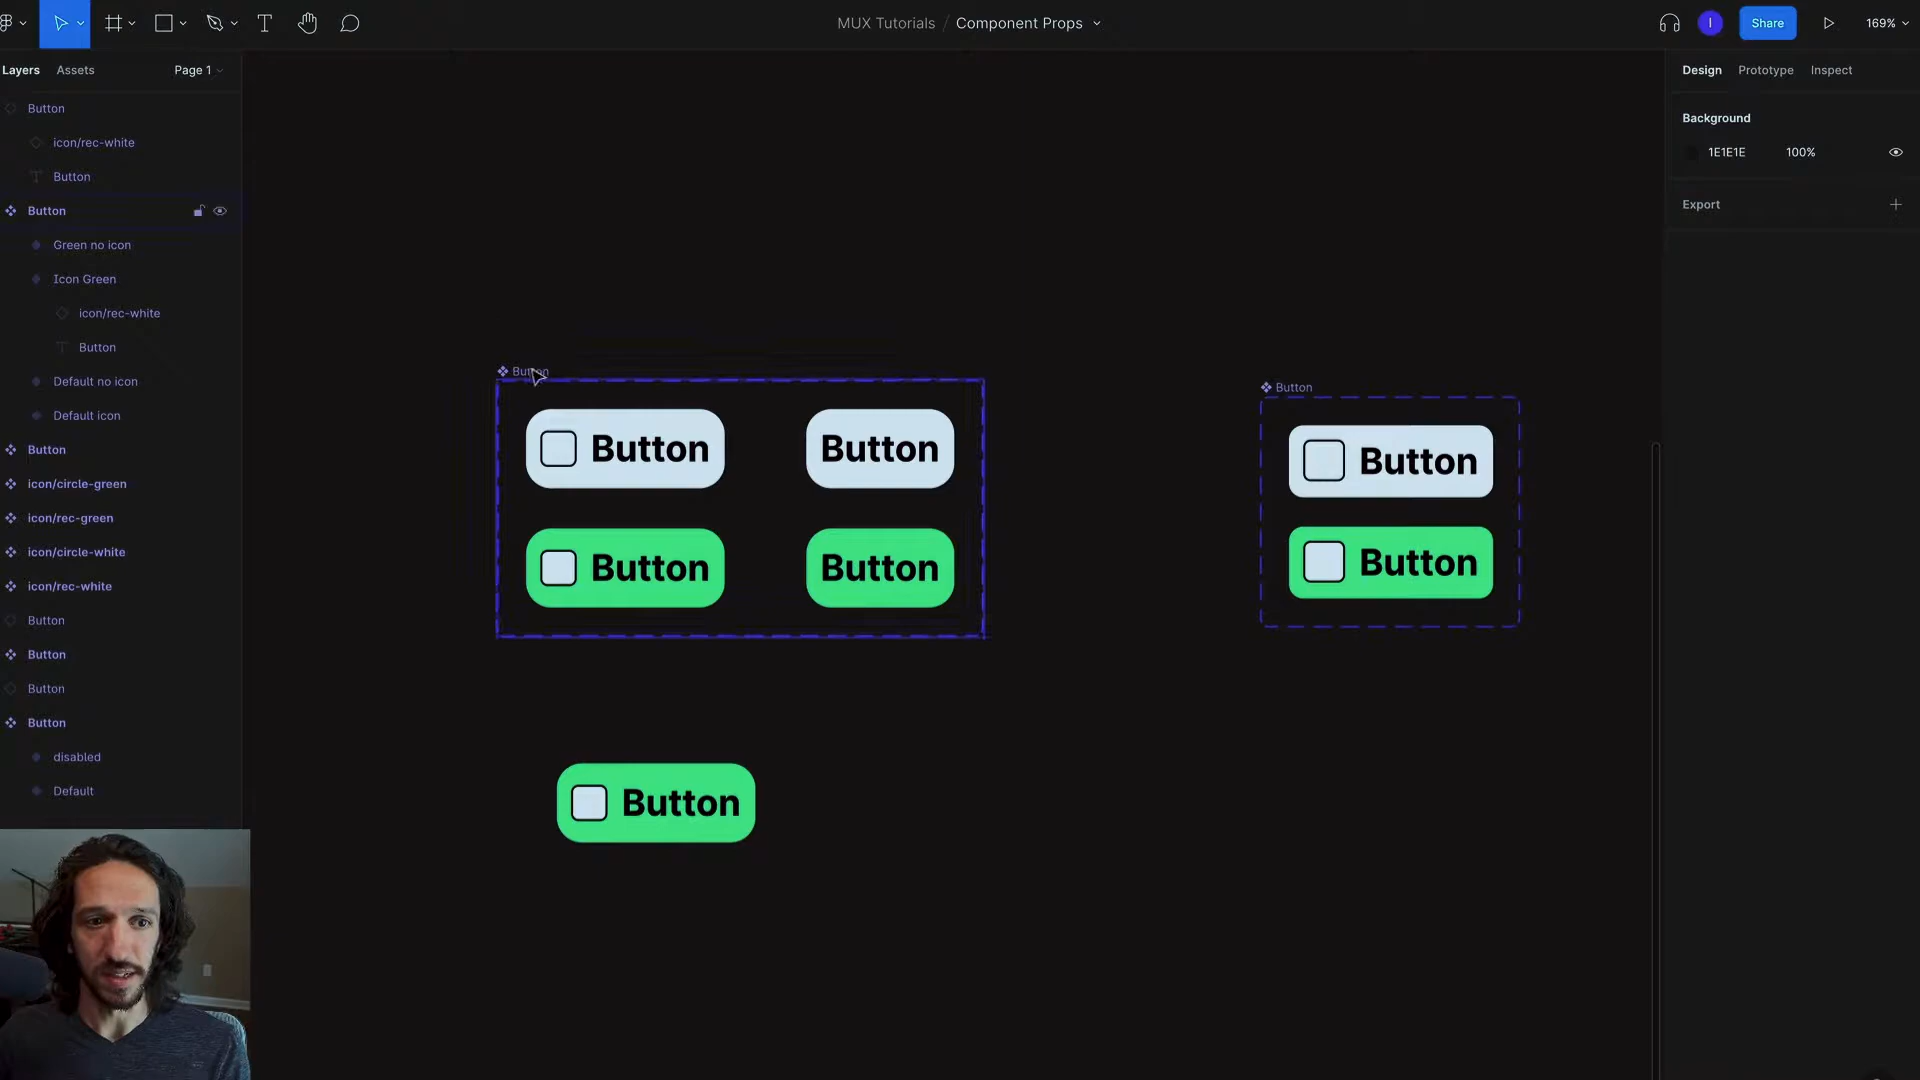 MUX Tutorials / Component Props
I
Share
169%
Layers
Assets
Page 1
Design
Prototype
Inspect
Button
icon/rec-white
Button
Button
Green no icon
Icon Green
icon/rec-white
Button
Default no icon
Default icon
Button
icon/circle-green
icon/rec-green
icon/circle-white
icon/rec-white
Button
Button
Button
Button
disabled
Default
Button
Button
Button
Button
Button
Button
Button
Button
Button
Background
1E1E1E
100%
Export